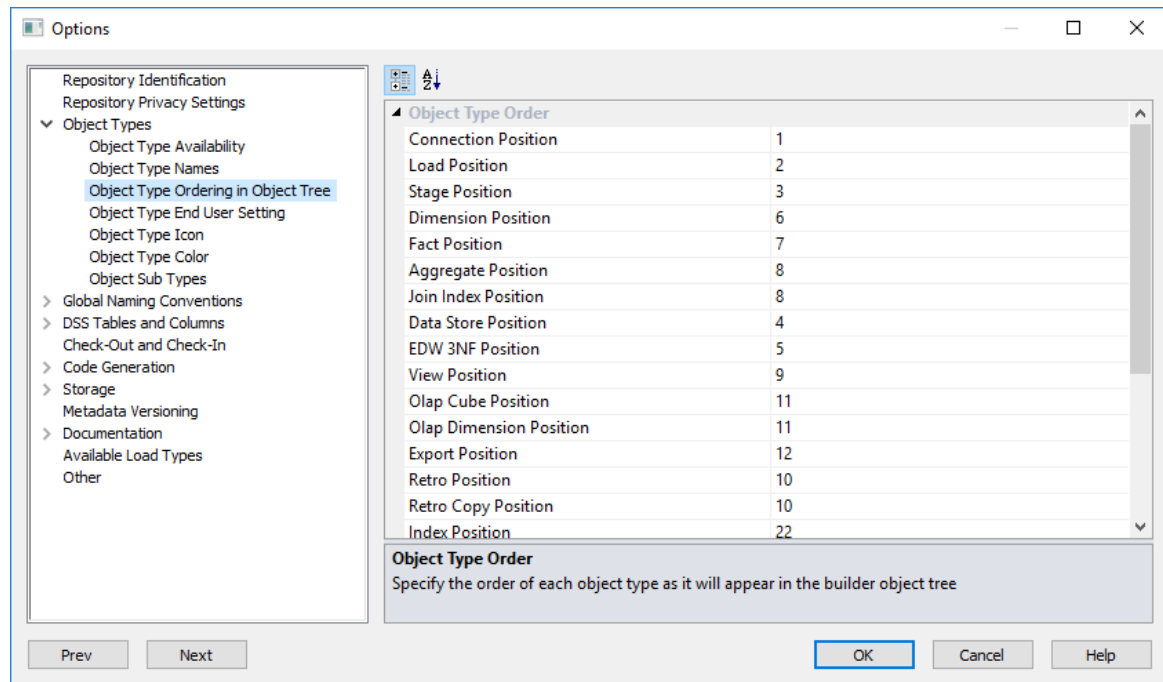 Options
Repository Identification
Repository Privacy Settings
Object Types
Object Type Availability
Object Type Names
Object Type Ordering in Object Tree
Object Type End User Setting
Object Type Icon
Object Type Color
Object Sub Types
Global Naming Conventions
DSS Tables and Columns
Check-Out and Check-In
Code Generation
Storage
Metadata Versioning
Documentation
Available Load Types
Other
Object Type Order
Connection Position 1
Load Position 2
Stage Position 3
Dimension Position 6
Fact Position 7
Aggregate Position 8
Join Index Position 8
Data Store Position 4
EDW 3NF Position 5
View Position 9
Olap Cube Position 11
Olap Dimension Position 11
Export Position 12
Retro Position 10
Retro Copy Position 10
Index Position 22
Object Type Order
Specify the order of each object type as it will appear in the builder object tree
Prev Next OK Cancel Help